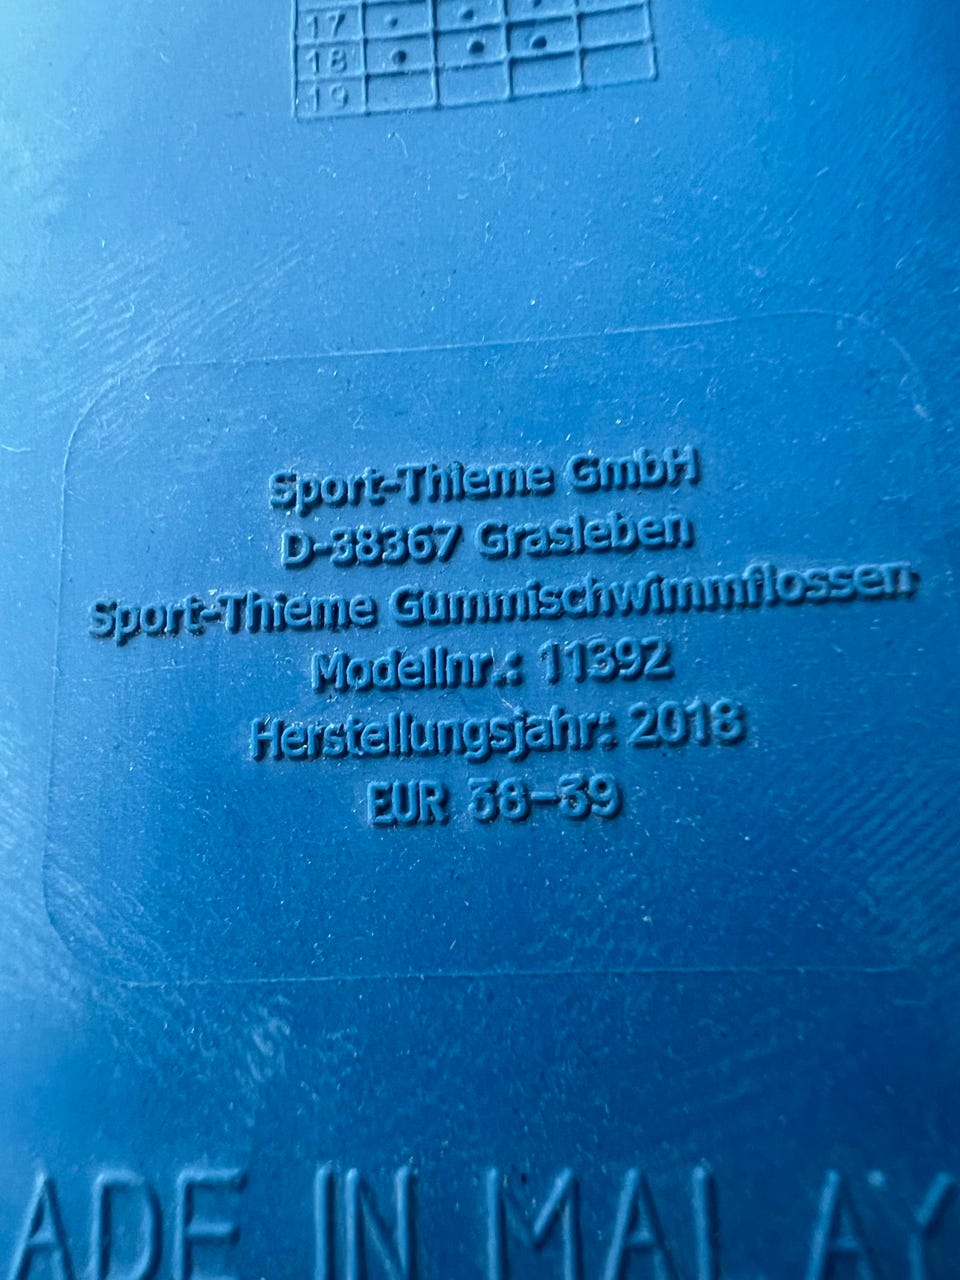 17
18
19
Sport-Thieme GmbH
D-38367 Grasleben
Sport-Thieme Gummischwimmflossen
Modellnr.: 11392
Herstellungsjahr: 2018
EUR 38-39
ADE IN MALAY